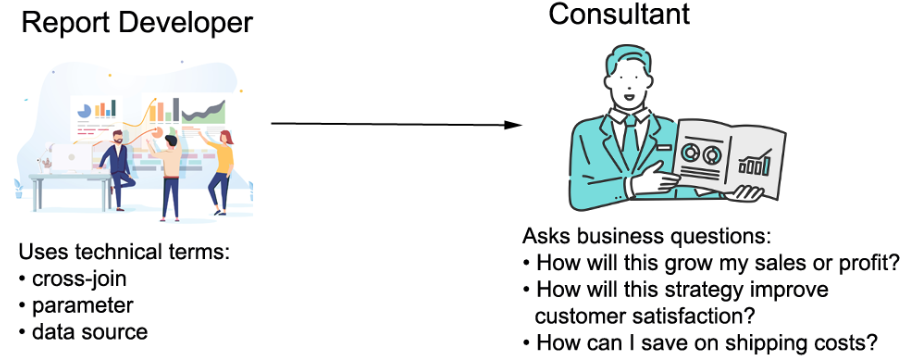 Report Developer
Uses technical terms:
• cross-join
• parameter
• data source
Consultant
Asks business questions:
• How will this grow my sales or profit?
• How will this strategy improve
customer satisfaction?
• How can I save on shipping costs?